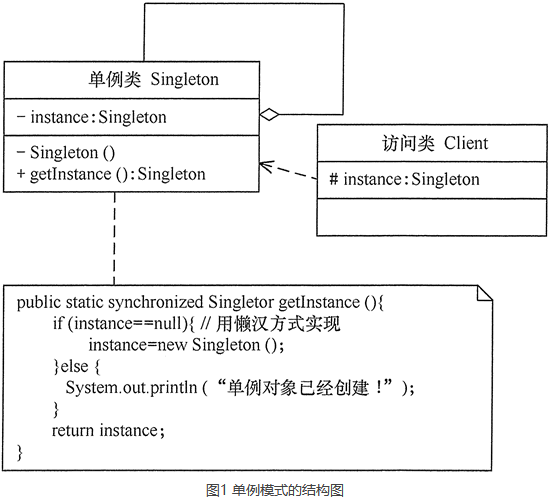 单例类 Singleton
- instance:Singleton
- Singleton ()
+ getInstance ():Singleton
访问类 Client
# instance:Singleton
public static synchronized Singletor getInstance (){
if (instance==null){ // 用懒汉方式实现
instance=new Singleton ();
}else {
System.out.println (“单例对象已经创建！”);
}
return instance;
}
图1 单例模式的结构图